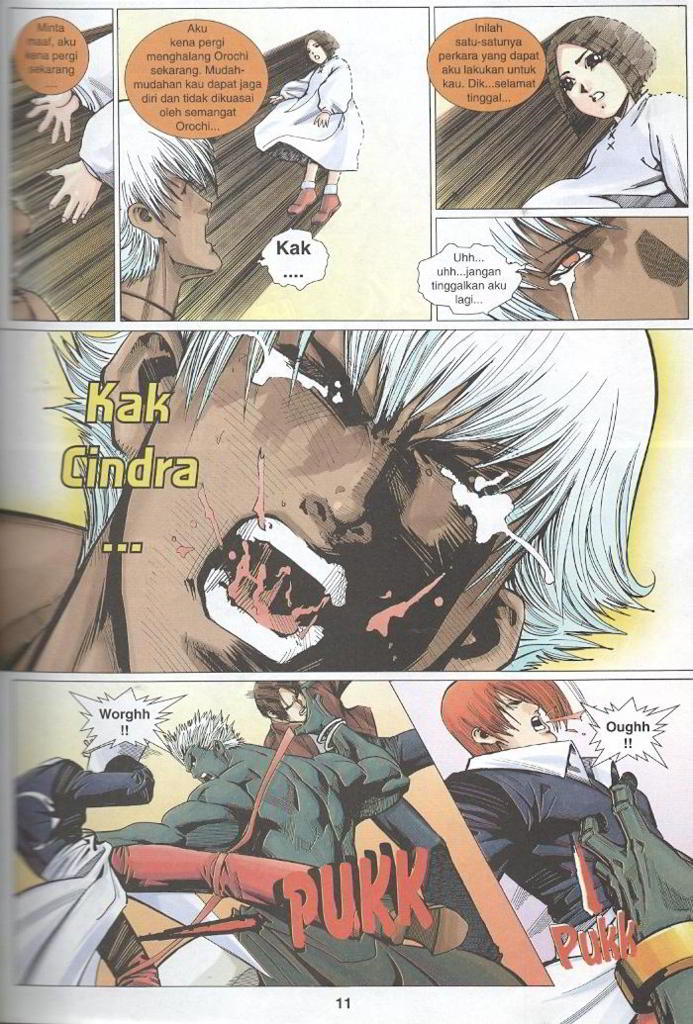 Minta
maaf, aku
kena pergi
sekarang
....
Aku
kena pergi
menghalang Orochi
sekarang. Mudah-
mudahan kau dapat jaga
diri dan tidak dikuasai
oleh semangat
Orochi...
Kak
....
Inilah
satu-satunya
perkara yang dapat
aku lakukan untuk
kau. Dik...selamat
tinggal...
Uhh...
uhh...jangan
tinggalkan aku
lagi...
Kak
Cindra
...
Worghh
!!
PUKK
Oughh
!!
Pukk
11